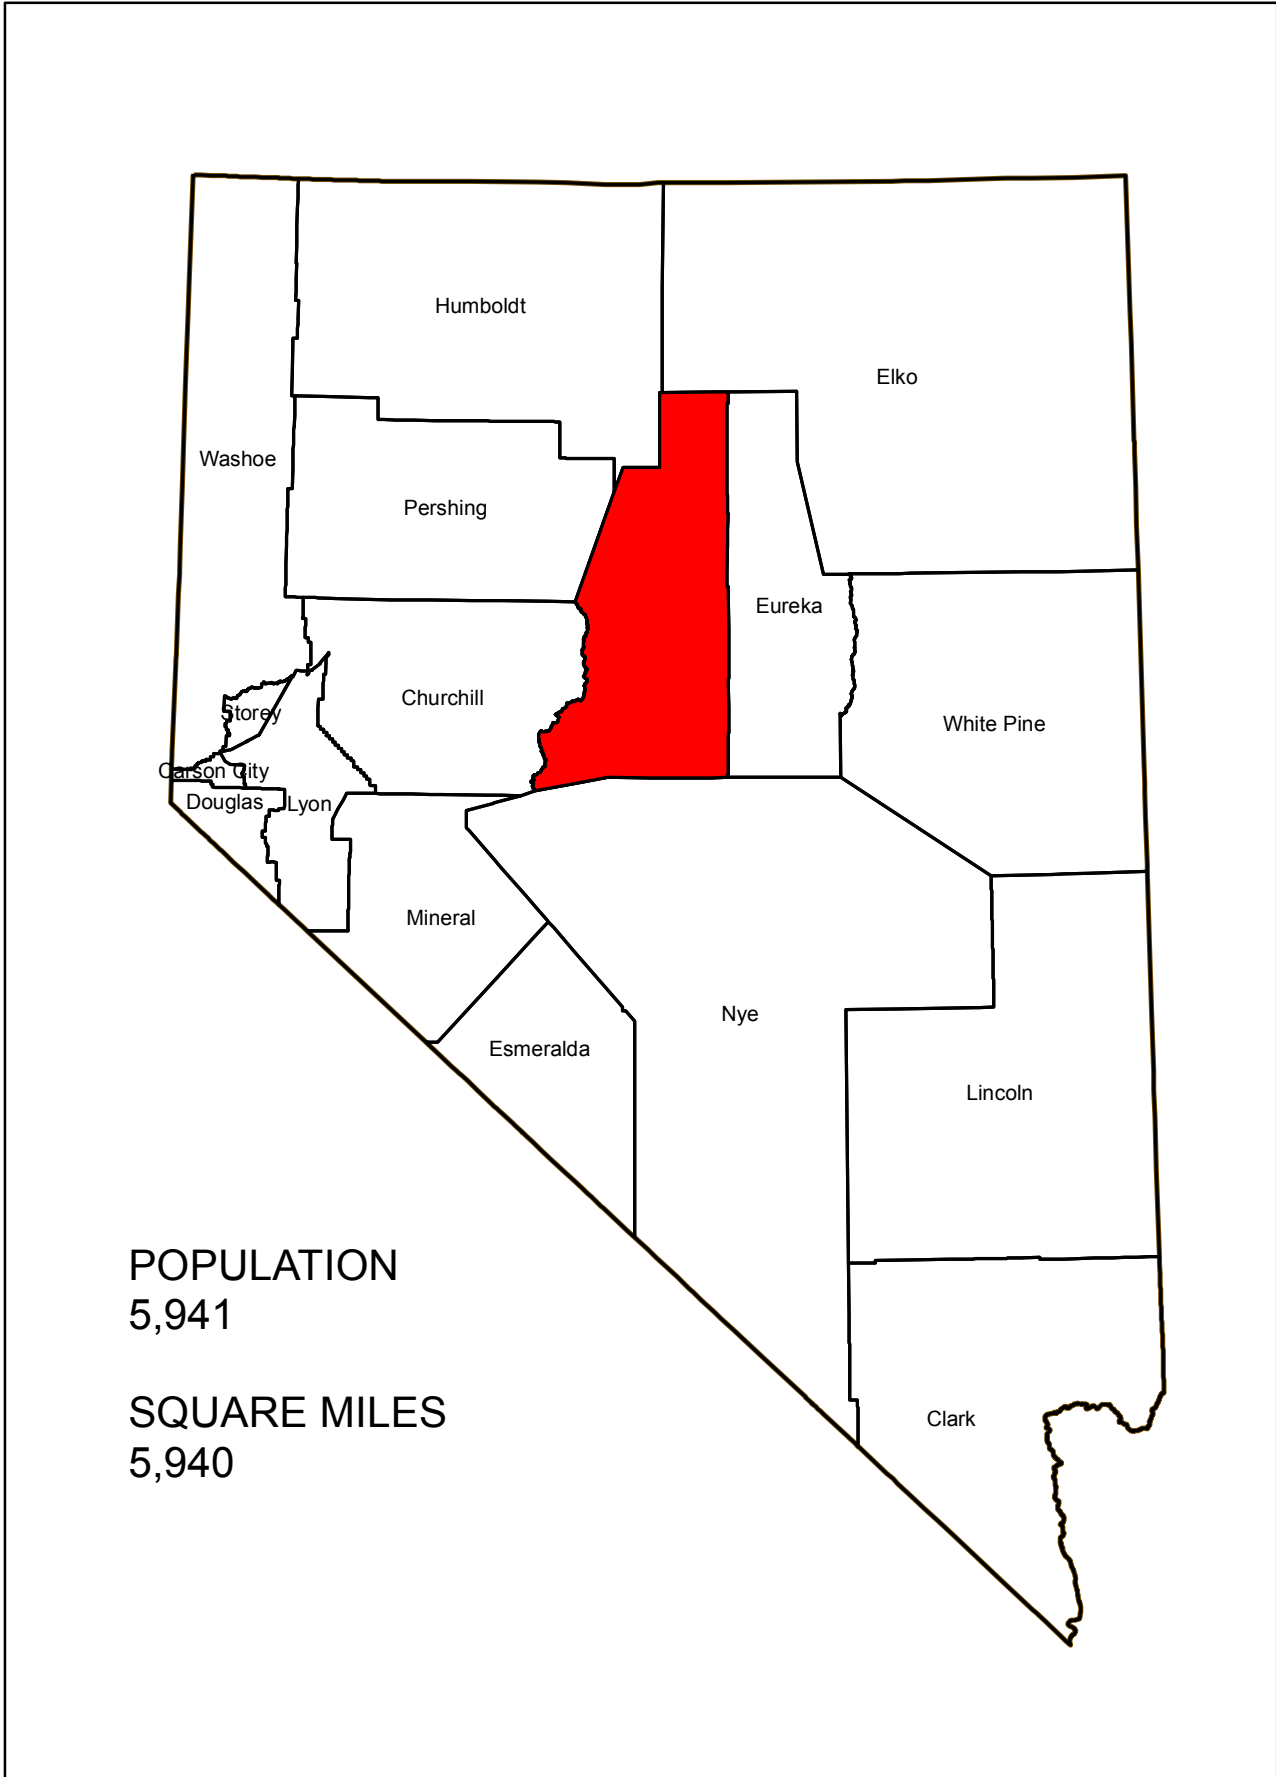 Humboldt
Elko
Washoe
Pershing
Eureka
Churchill
Storey
White Pine
Carson City
Douglas
Lyon
Mineral
Nye
Esmeralda
Lincoln
POPULATION
5,941
SQUARE MILES
5,940
Clark